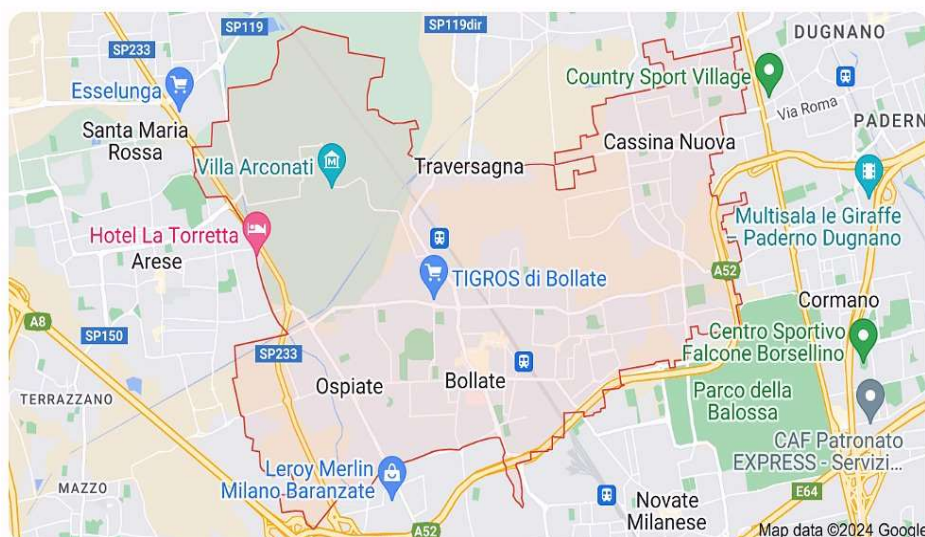 SP119
SP119dir
DUGNANO
SP233
Esselunga
Country Sport Village
Via Roma
Santa Maria
Rossa
PADERN
Cassina Nuova
Villa Arconati
Traversagna
Multisala le Giraffe
– Paderno Dugnano
Hotel La Torretta
Arese
TIGROS di Bollate
A52
Cormano
A8
SP150
Centro Sportivo
Falcone Borsellino
SP233
Ospiate
Bollate
Parco della
Balossa
TERRAZZANO
CAF Patronato
EXPRESS - Servizi...
Leroy Merlin
Milano Baranzate
MAZZO
E64
Novate
Milanese
A52
Map data ©2024 Google